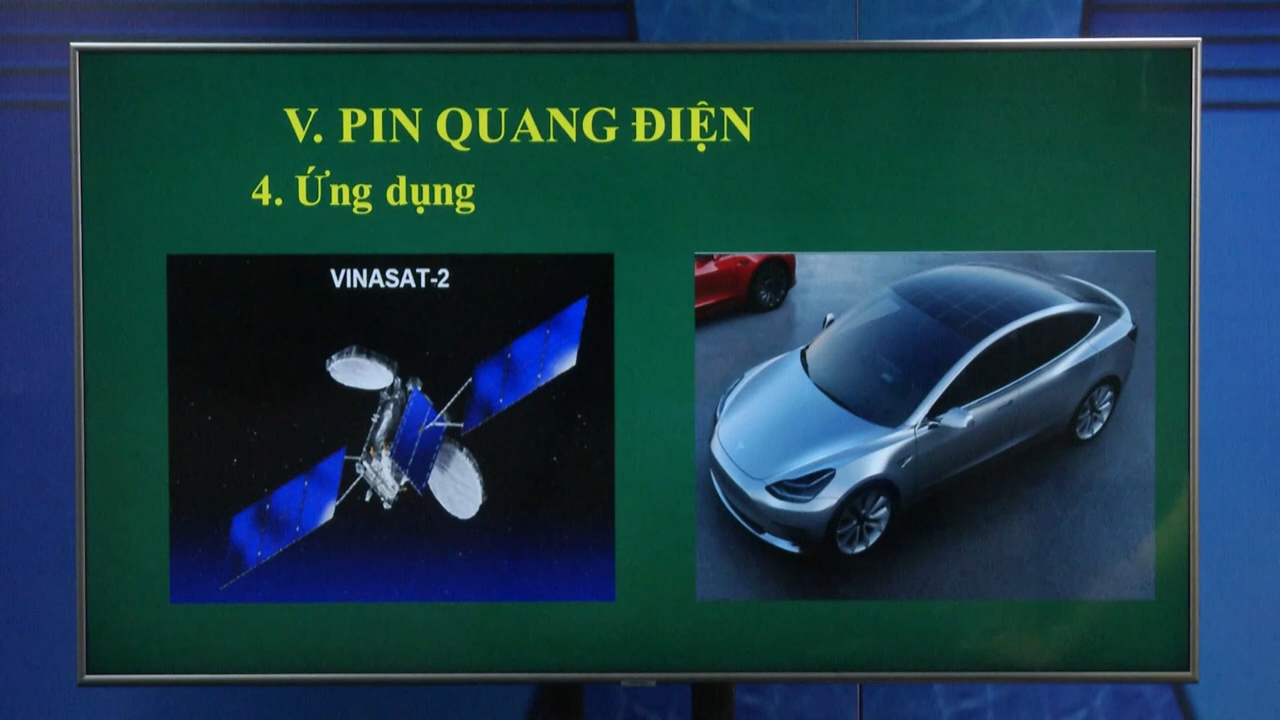 V. PIN QUANG ĐIỆN
4. Ứng dụng
VINASAT-2